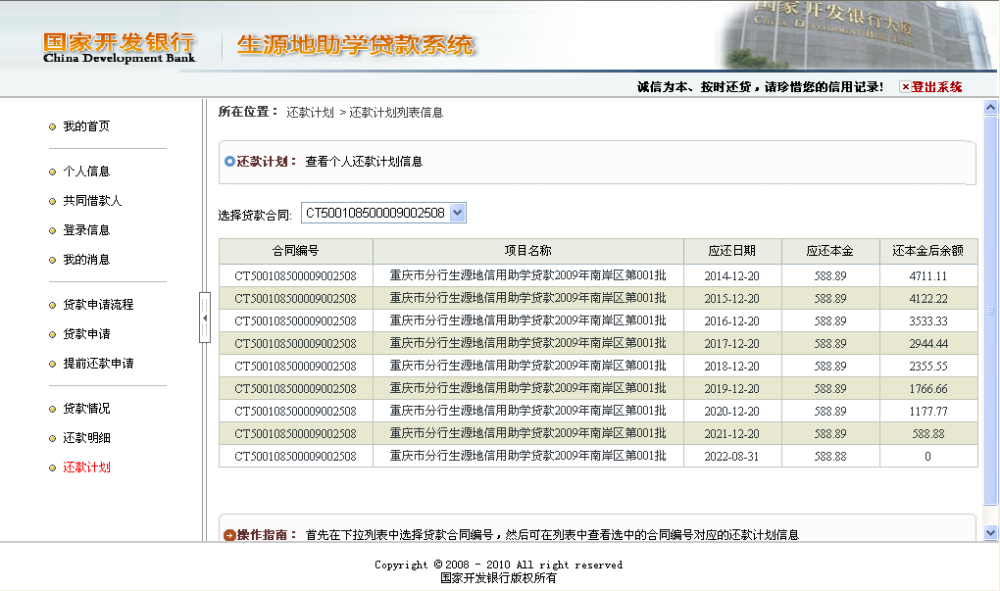 国家开发银行
China Development Bank
生源地助学贷款系统
国家开发银行大厦
China Development Bank
诚信为本、按时还贷，请珍惜您的信用记录！ 登出系统
我的首页
个人信息
共同借款人
登录信息
我的消息
贷款申请流程
贷款申请
提前还款申请
贷款情况
还款明细
还款计划
所在位置： 还款计划 > 还款计划列表信息
还款计划： 查看个人还款计划信息
选择贷款合同: CT500108500009002508
合同编号 项目名称 应还日期 应还本金 还本金后余额
CT500108500009002508 重庆市分行生源地信用助学贷款2009年南岸区第001批 2014-12-20 588.89 4711.11
CT500108500009002508 重庆市分行生源地信用助学贷款2009年南岸区第001批 2015-12-20 588.89 4122.22
CT500108500009002508 重庆市分行生源地信用助学贷款2009年南岸区第001批 2016-12-20 588.89 3533.33
CT500108500009002508 重庆市分行生源地信用助学贷款2009年南岸区第001批 2017-12-20 588.89 2944.44
CT500108500009002508 重庆市分行生源地信用助学贷款2009年南岸区第001批 2018-12-20 588.89 2355.55
CT500108500009002508 重庆市分行生源地信用助学贷款2009年南岸区第001批 2019-12-20 588.89 1766.66
CT500108500009002508 重庆市分行生源地信用助学贷款2009年南岸区第001批 2020-12-20 588.89 1177.77
CT500108500009002508 重庆市分行生源地信用助学贷款2009年南岸区第001批 2021-12-20 588.89 588.88
CT500108500009002508 重庆市分行生源地信用助学贷款2009年南岸区第001批 2022-08-31 588.88 0
操作指南： 首先在下拉列表中选择贷款合同编号，然后可在列表中查看选中的合同编号对应的还款计划信息
Copyright ©2008 - 2010 All right reserved
国家开发银行版权所有